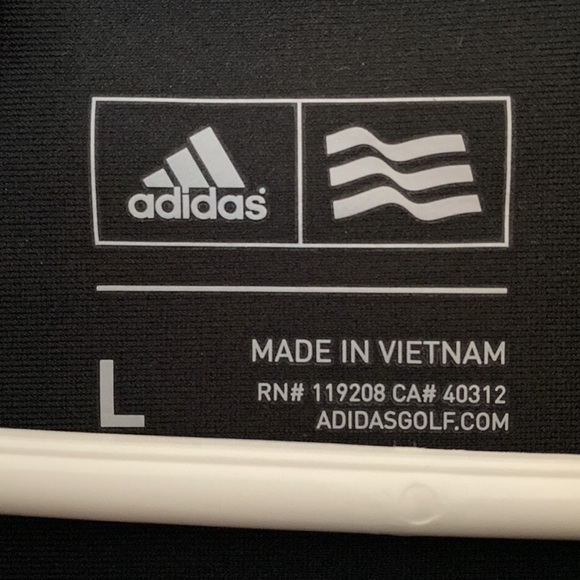 adidas
MADE IN VIETNAM
L
RN# 119208 CA# 40312
ADIDASGOLF.COM